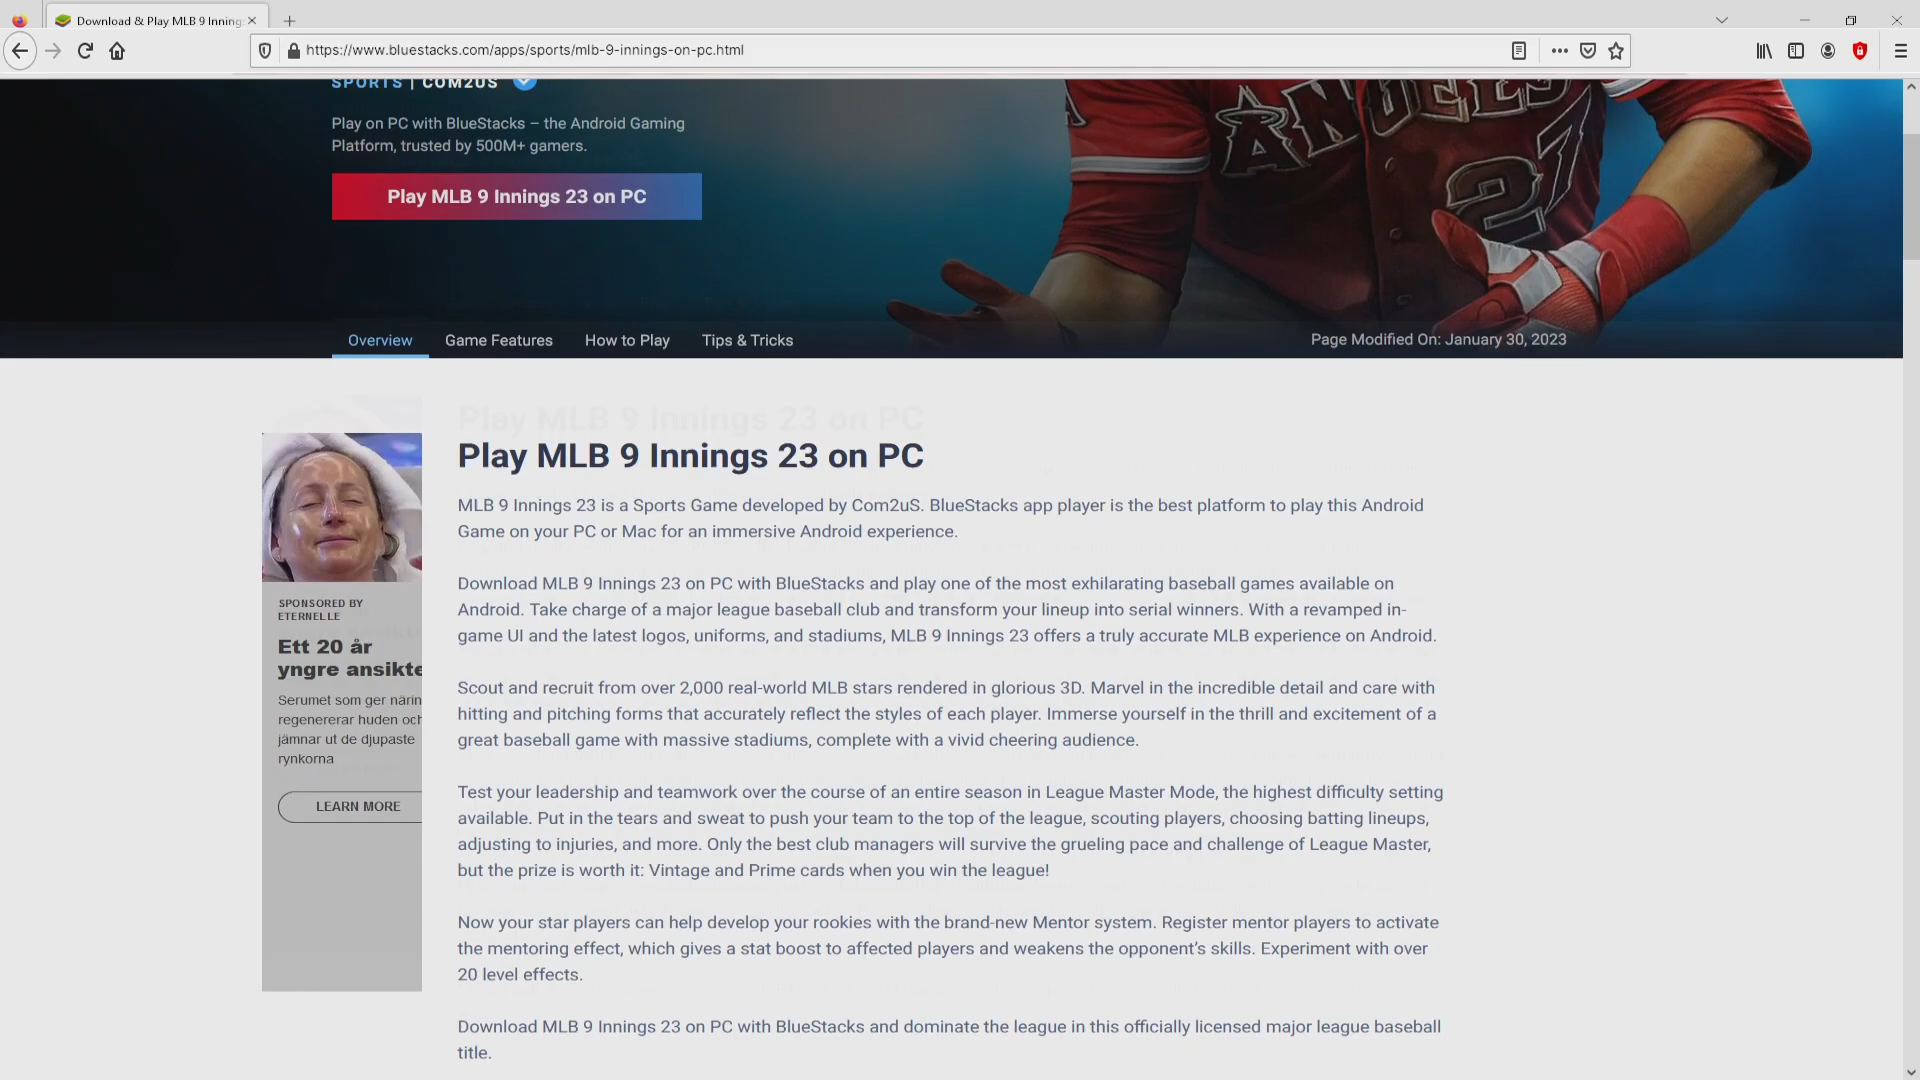 Download & Play MLB 9 Inning
https://www.bluestacks.com/apps/sports/mlb-9-innings-on-pc.html
SPORTS | COM2US
Play on PC with BlueStacks – the Android Gaming
Platform, trusted by 500M+ gamers.
Play MLB 9 Innings 23 on PC
ANGELS
27
Overview
Game Features
How to Play
Tips & Tricks
Page Modified On: January 30, 2023
Play MLB 9 Innings 23 on PC
MLB 9 Innings 23 is a Sports Game developed by Com2uS. BlueStacks app player is the best platform to play this Android
Game on your PC or Mac for an immersive Android experience.
Download MLB 9 Innings 23 on PC with BlueStacks and play one of the most exhilarating baseball games available on
Android. Take charge of a major league baseball club and transform your lineup into serial winners. With a revamped in-
game UI and the latest logos, uniforms, and stadiums, MLB 9 Innings 23 offers a truly accurate MLB experience on Android.
Scout and recruit from over 2,000 real-world MLB stars rendered in glorious 3D. Marvel in the incredible detail and care with
hitting and pitching forms that accurately reflect the styles of each player. Immerse yourself in the thrill and excitement of a
great baseball game with massive stadiums, complete with a vivid cheering audience.
Test your leadership and teamwork over the course of an entire season in League Master Mode, the highest difficulty setting
available. Put in the tears and sweat to push your team to the top of the league, scouting players, choosing batting lineups,
adjusting to injuries, and more. Only the best club managers will survive the grueling pace and challenge of League Master,
but the prize is worth it: Vintage and Prime cards when you win the league!
Now your star players can help develop your rookies with the brand-new Mentor system. Register mentor players to activate
the mentoring effect, which gives a stat boost to affected players and weakens the opponent's skills. Experiment with over
20 level effects.
Download MLB 9 Innings 23 on PC with BlueStacks and dominate the league in this officially licensed major league baseball
title.
SPONSORED BY
ETERNELLE
Ett 20 år
yngre ansikte
Serumet som ger närin
regenererar huden och
jämnar ut de djupaste
rynkorna
LEARN MORE